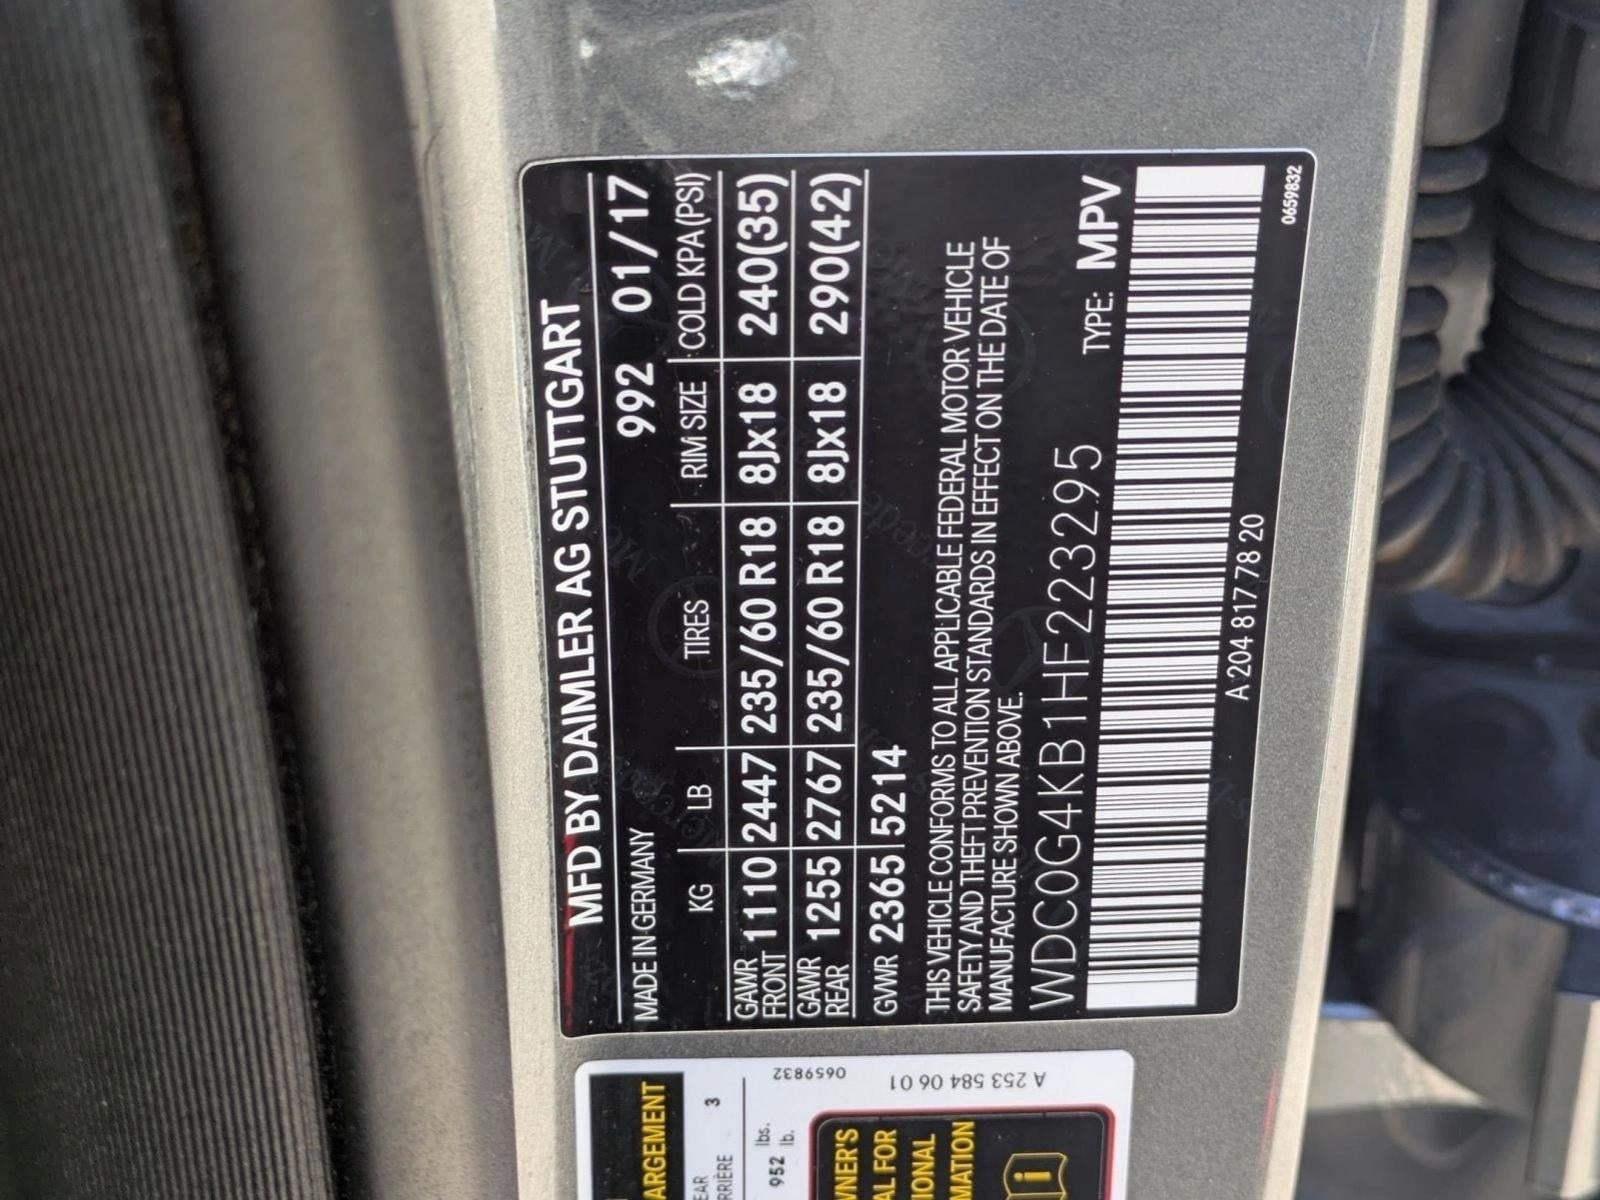 MFD BY DAIMLER AG STUTTGART
MADE IN GERMANY 992 01/17
KG LB TIRES RIM SIZE COLD KPA(PSI)
GAWR FRONT 1110 2447 235/60 R18 8Jx18 240(35)
GAWR REAR 1255 2767 235/60 R18 8Jx18 290(42)
GVWR 2365 5214
THIS VEHICLE CONFORMS TO ALL APPLICABLE FEDERAL MOTOR VEHICLE
SAFETY AND THEFT PREVENTION STANDARDS IN EFFECT ON THE DATE OF
MANUFACTURE SHOWN ABOVE.
WDC0G4KB1HF223295 TYPE: MPV
A 204 817 78 20
0659832
3
952 lbs.
lb.
0659832
A 253 584 06 01